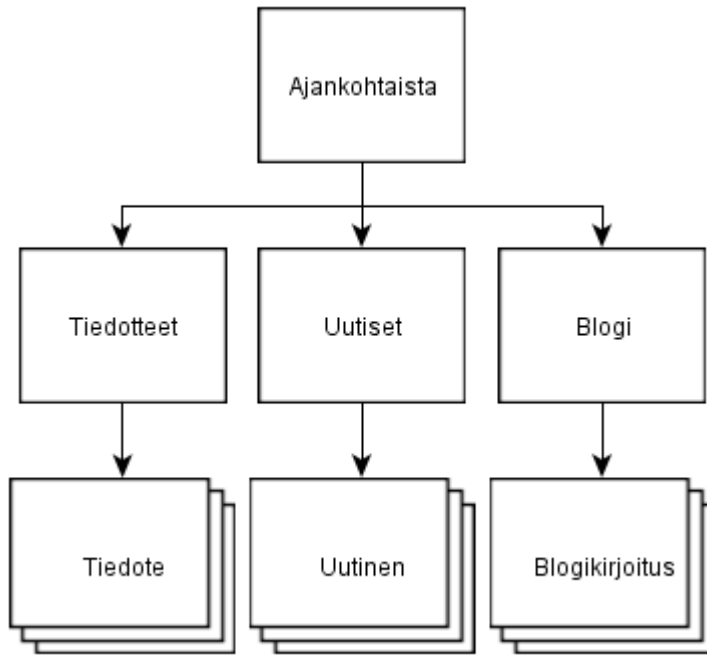 Ajankohtaista
Tiedotteet
Uutiset
Blogi
Tiedote
Uutinen
Blogikirjoitus